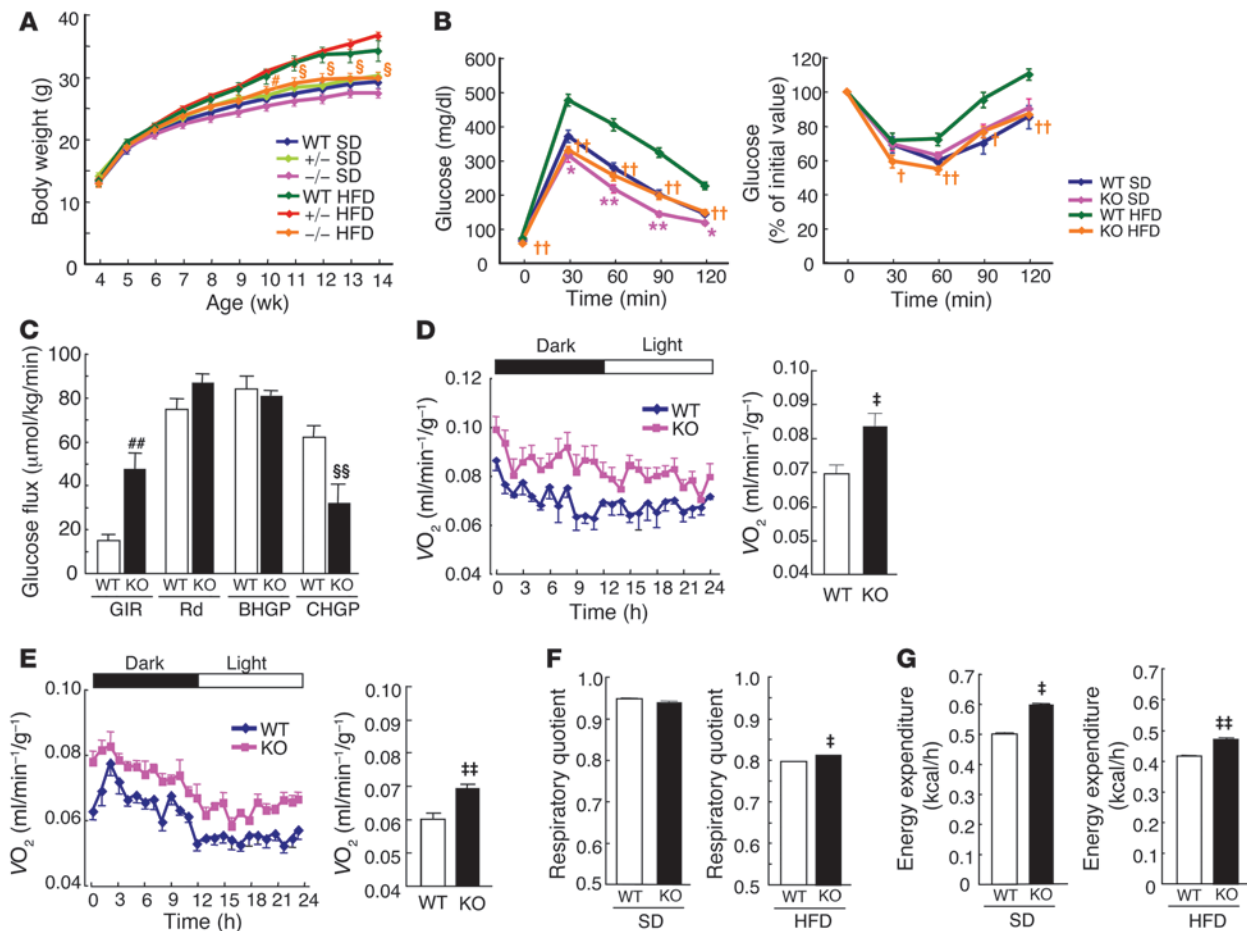 A
Body weight (g)
40
30
20
10
0
#
§
§
§
§
WT SD
+/– SD
–/– SD
WT HFD
+/– HFD
–/– HFD
4 5 6 7 8 9 10 11 12 13 14
Age (wk)
B
Glucose (mg/dl)
600
500
400
300
200
100
0
††
††
††
††
††
*
**
**
*
0 30 60 90 120
Time (min)
Glucose
(% of initial value)
120
100
80
60
40
20
0
†
††
†
††
0 30 60 90 120
Time (min)
WT SD
KO SD
WT HFD
KO HFD
C
Glucose flux (μmol/kg/min)
100
80
60
40
20
0
##
§§
WT KO WT KO WT KO WT KO
GIR Rd BHGP CHGP
D
Dark Light
VO2 (ml/min–1/g–1)
0.12
0.10
0.08
0.06
0.04
WT
KO
0 3 6 9 12 15 18 21 24
Time (h)
VO2 (ml/min–1/g–1)
0.10
0.09
0.08
0.07
0.06
0.05
0.04
‡
WT KO
E
Dark Light
VO2 (ml/min–1/g–1)
0.10
0.08
0.06
0.04
WT
KO
0 3 6 9 12 15 18 21 24
Time (h)
VO2 (ml/min–1/g–1)
0.10
0.09
0.08
0.07
0.06
0.05
0.04
‡‡
WT KO
F
Respiratory quotient
1.0
0.9
0.8
0.7
0.6
0.5
WT KO
SD
Respiratory quotient
1.0
0.9
0.8
0.7
0.6
0.5
‡
WT KO
HFD
G
Energy expenditure
(kcal/h)
0.7
0.6
0.5
0.4
0.3
0.2
0.1
0
‡
WT KO
SD
Energy expenditure
(kcal/h)
0.7
0.6
0.5
0.4
0.3
0.2
0.1
0
‡‡
WT KO
HFD